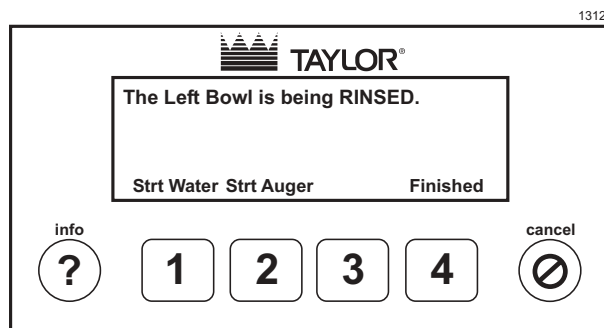 1312
TAYLOR®
The Left Bowl is being RINSED.
Strt Water Strt Auger Finished
info cancel
? 1 2 3 4